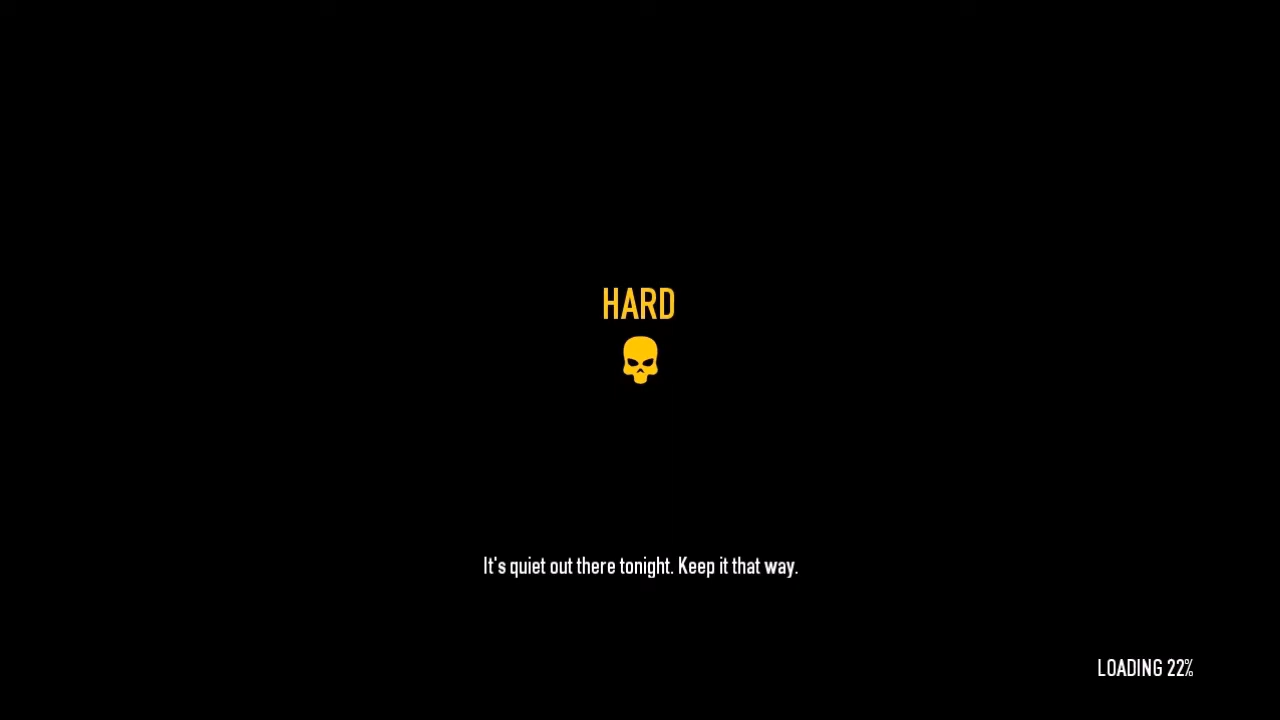 HARD
It's quiet out there tonight. Keep it that way.
LOADING 22%